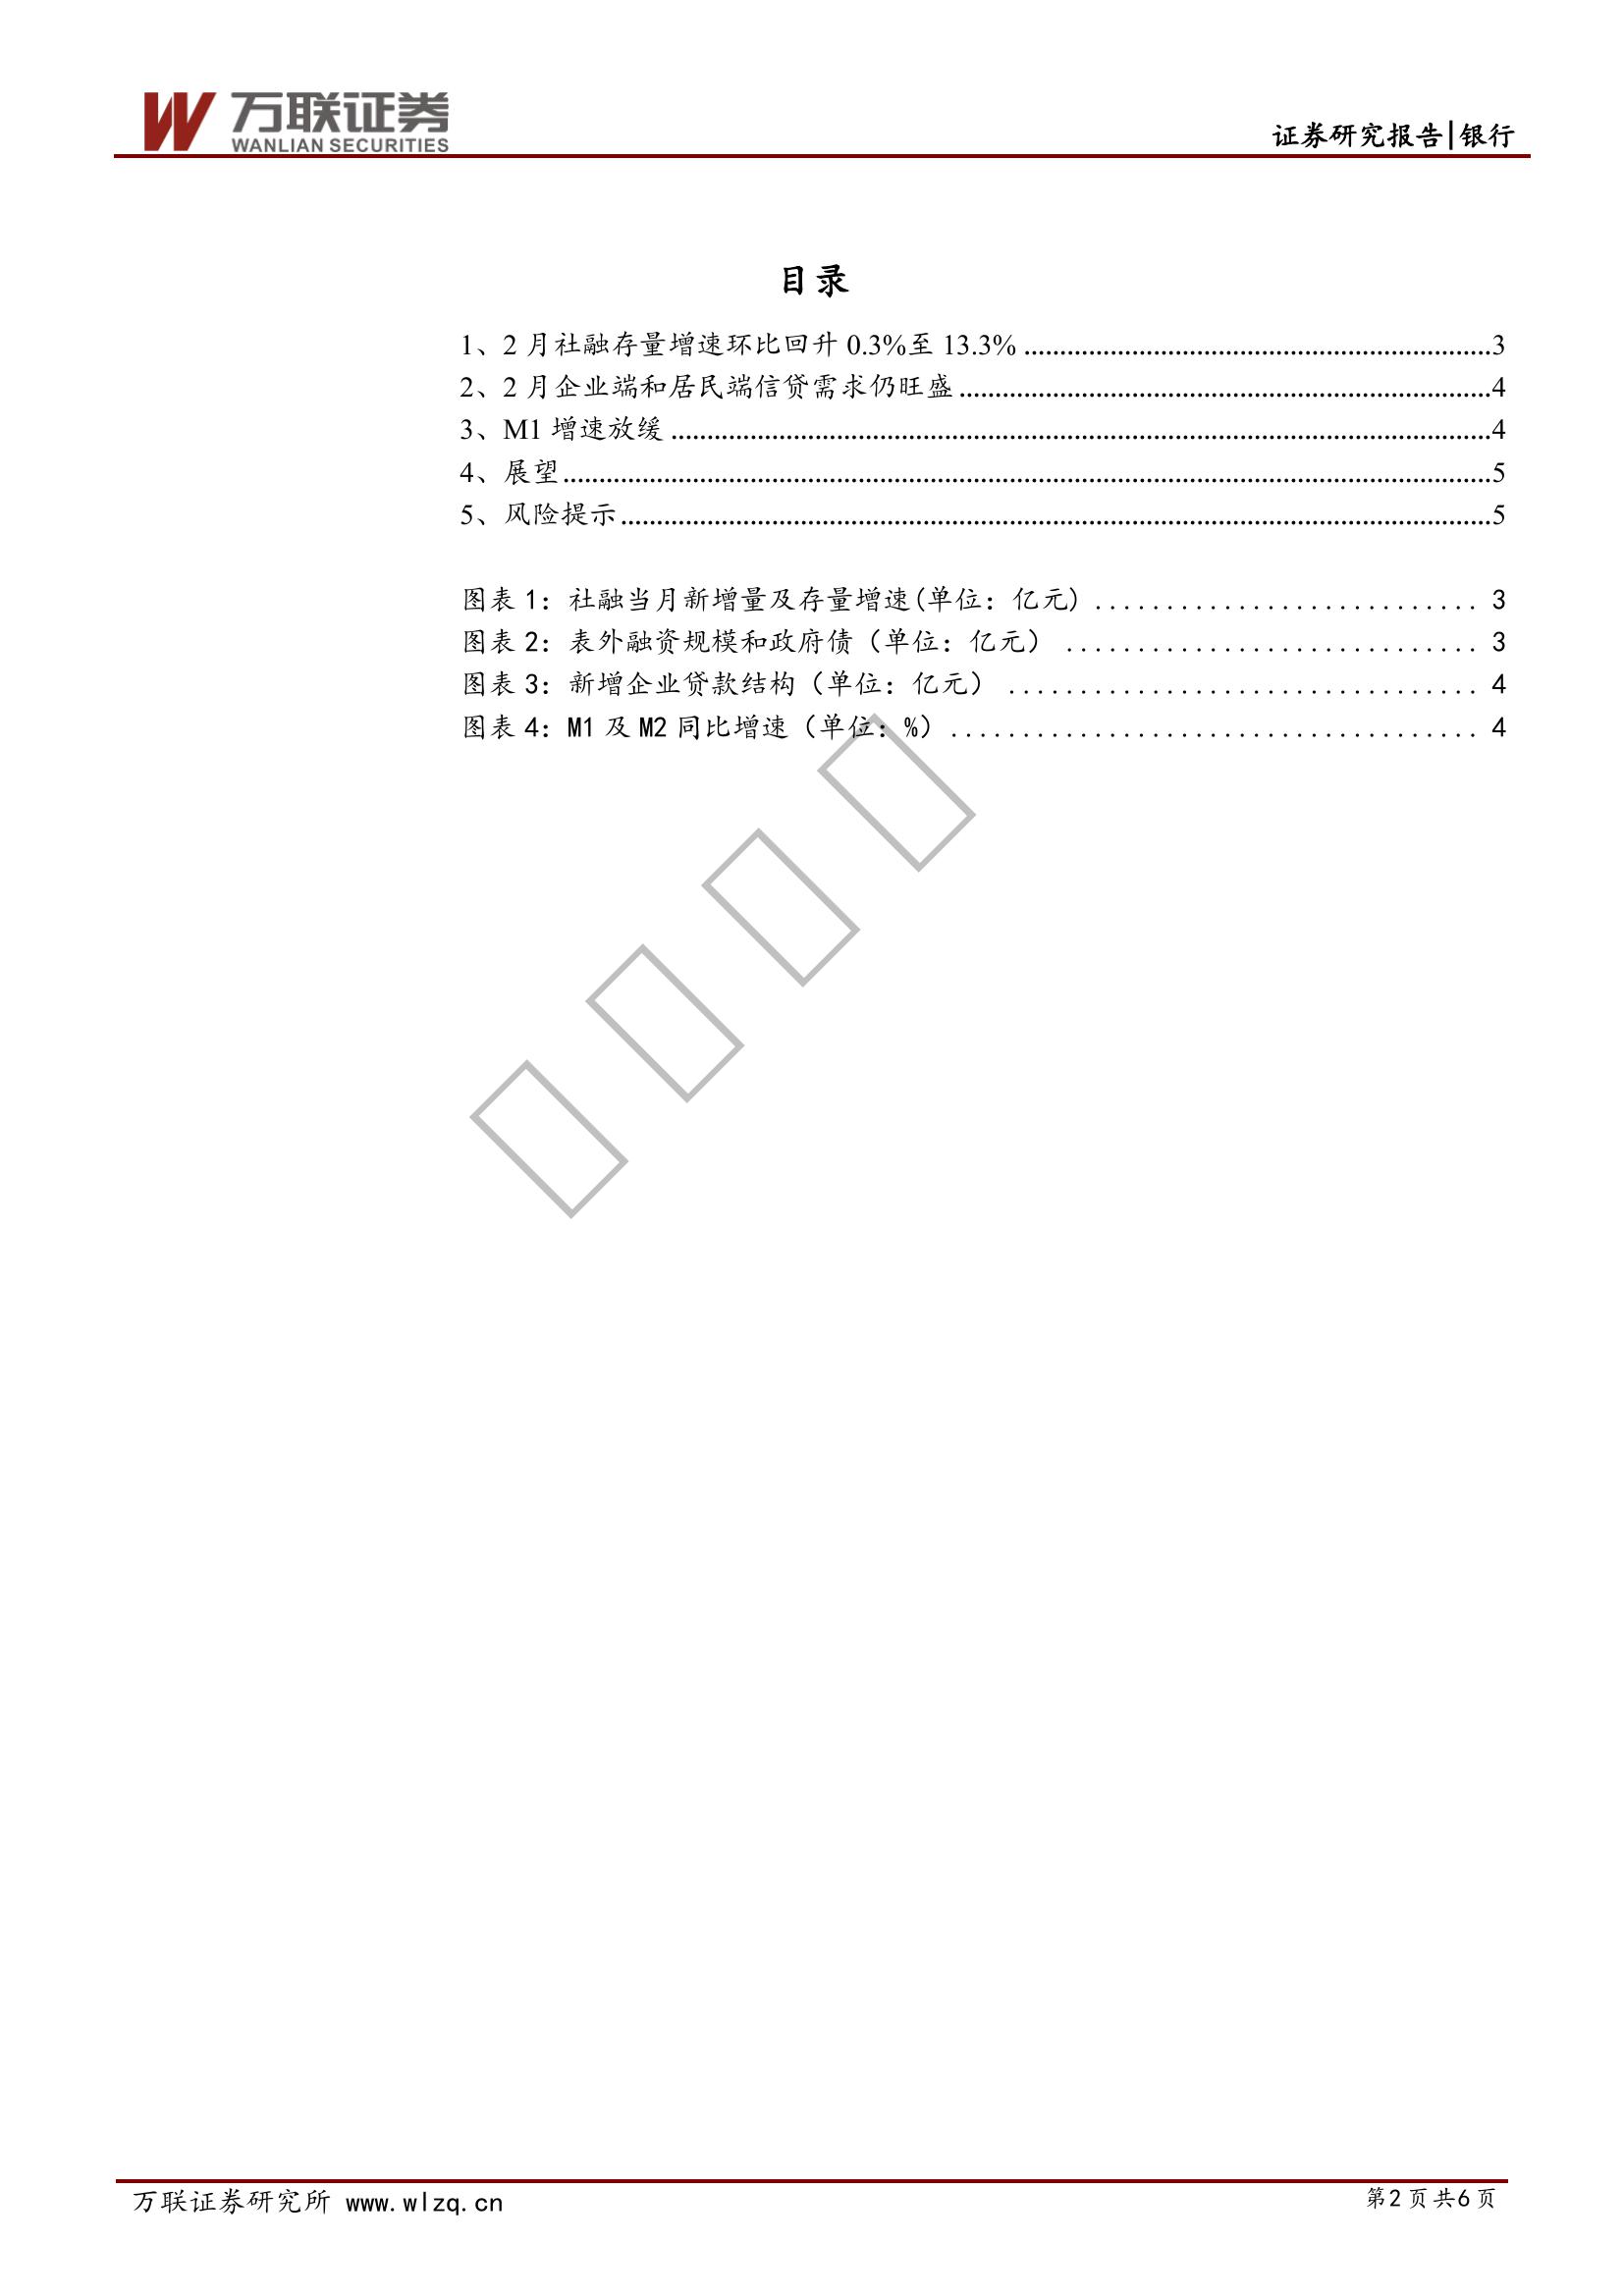 万联证券
WANLIAN SECURITIES
证券研究报告|银行
目录
1、2 月社融存量增速环比回升 0.3%至 13.3% ................................................................3
2、2 月企业端和居民端信贷需求仍旺盛 .........................................................................4
3、M1 增速放缓 .................................................................................................................4
4、展望 ................................................................................................................................5
5、风险提示 ........................................................................................................................5
图表 1：社融当月新增量及存量增速(单位：亿元) ........................... 3
图表 2：表外融资规模和政府债（单位：亿元） ............................. 3
图表 3：新增企业贷款结构（单位：亿元） ................................. 4
图表 4：M1 及 M2 同比增速（单位：%） ..................................... 4
万联证券研究所 www.wlzq.cn
第2页共6页